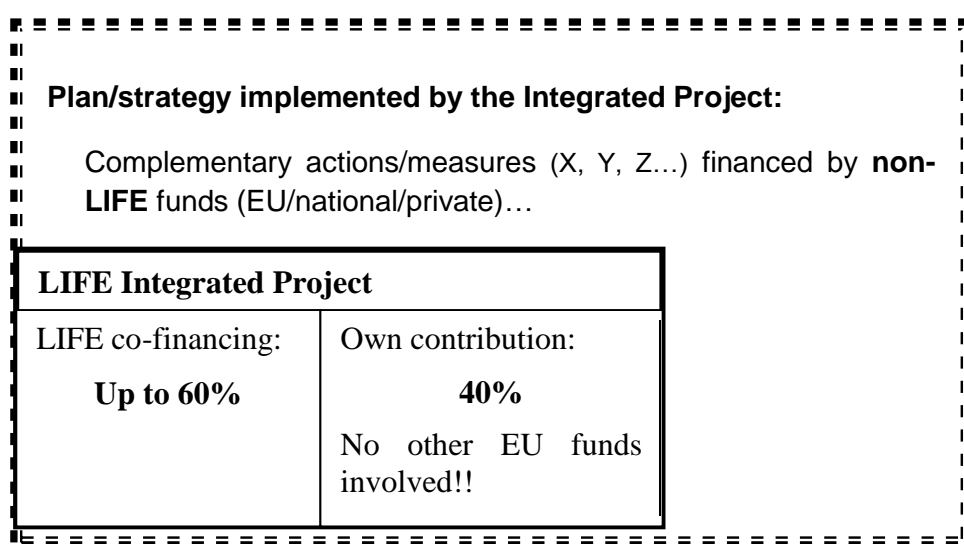 Plan/strategy implemented by the Integrated Project:
Complementary actions/measures (X, Y, Z…) financed by non-
LIFE funds (EU/national/private)…
LIFE Integrated Project
LIFE co-financing:
Up to 60%
Own contribution:
40%
No other EU funds
involved!!